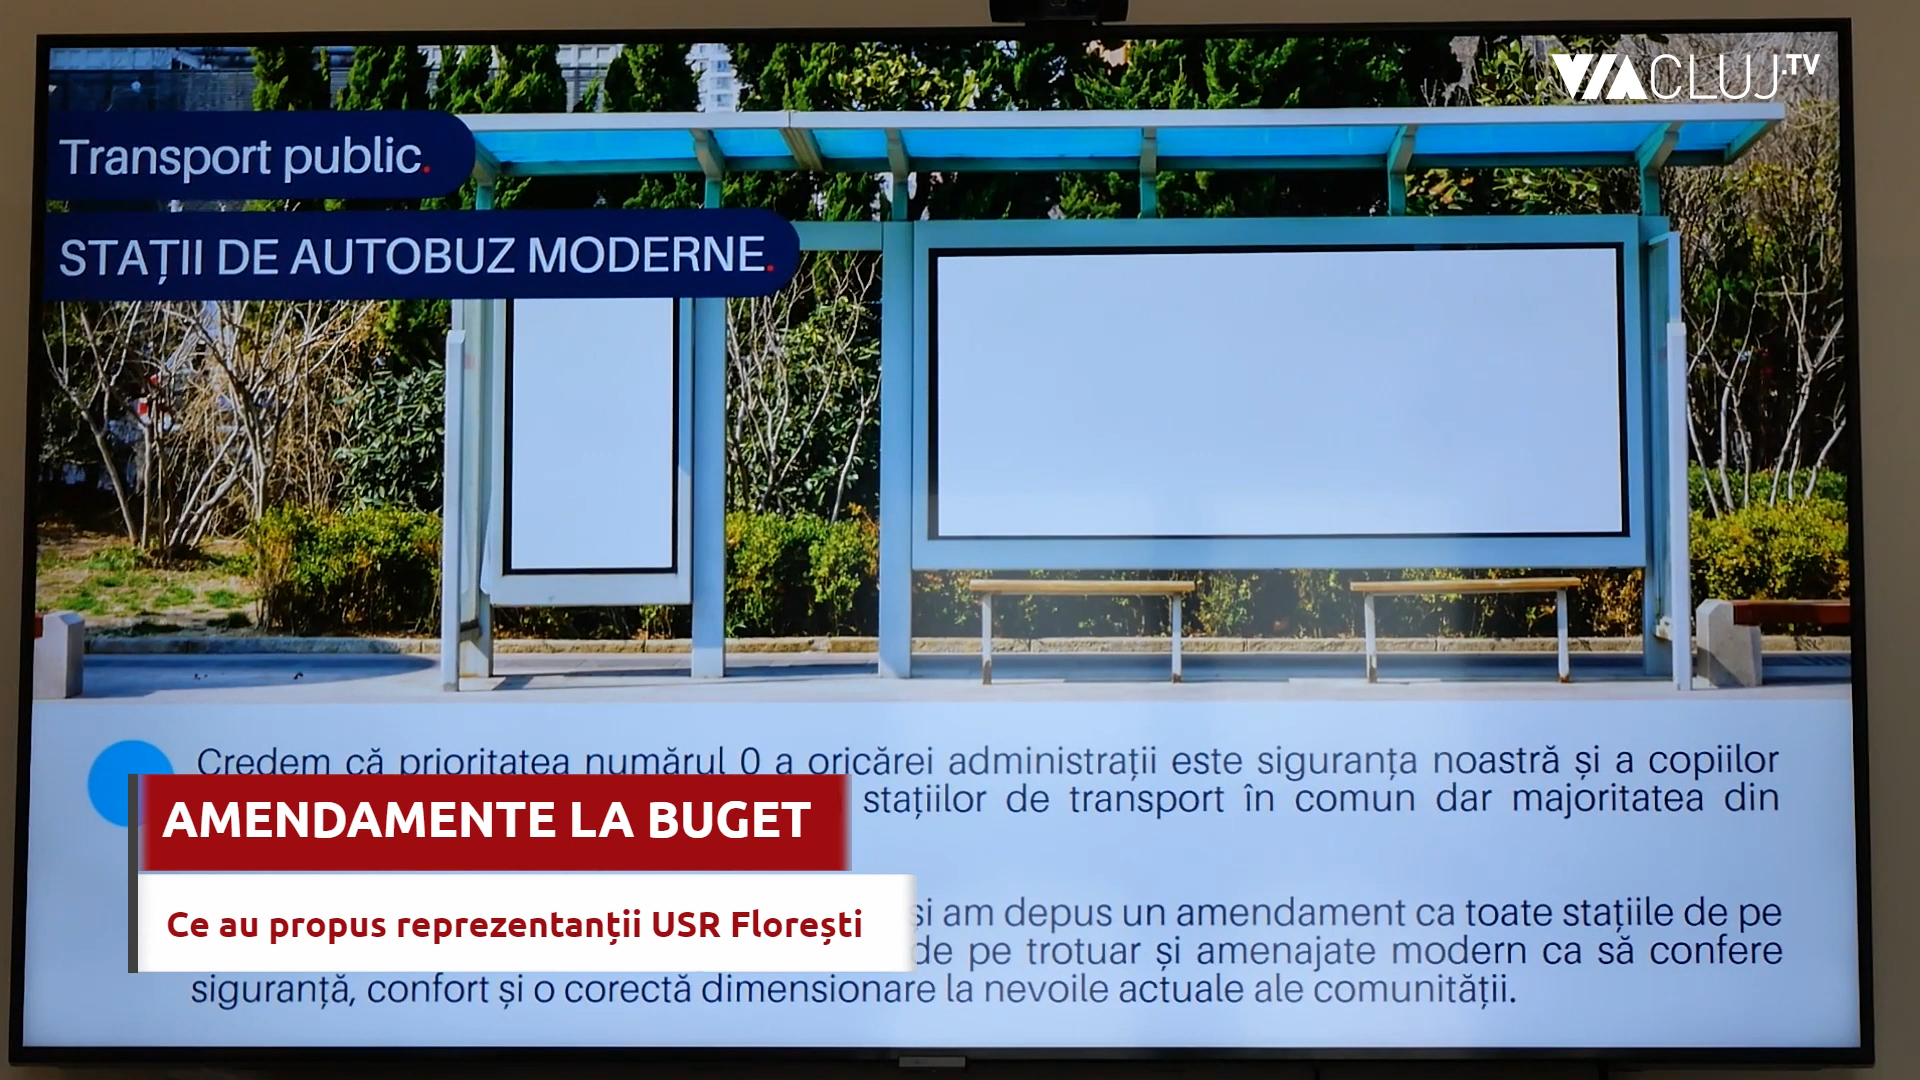 VIACLUJ.TV
Transport public.
STAȚII DE AUTOBUZ MODERNE.
Credem că prioritatea numărul 0 a oricărei administrații este siguranța noastră și a copiilor
stațiilor de transport în comun dar majoritatea din
AMENDAMENTE LA BUGET
și am depus un amendament ca toate stațiile de pe
Ce au propus reprezentanții USR Florești
de pe trotuar și amenajate modern ca să confere
siguranță, confort și o corectă dimensionare la nevoile actuale ale comunității.